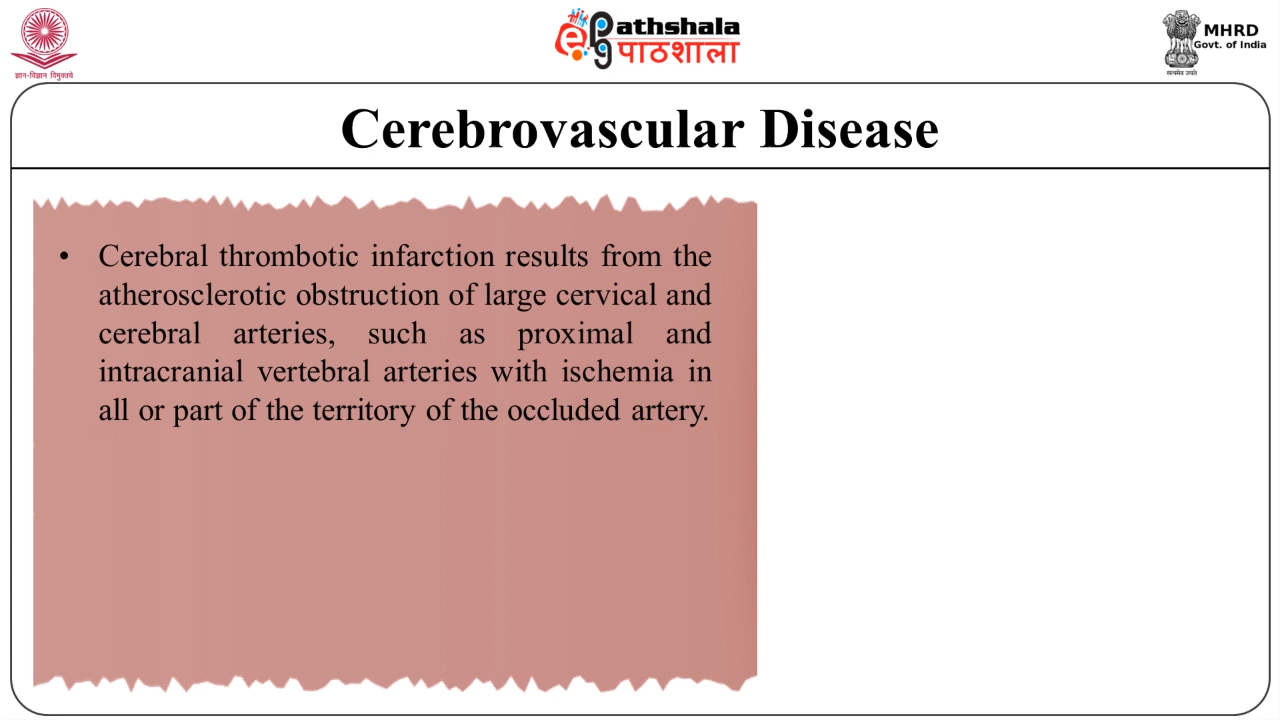 ज्ञान-विज्ञान विमुक्तये
ePathshala
पाठशाला
MHRD
Govt. of India
सत्यमेव जयते
Cerebrovascular Disease
• Cerebral thrombotic infarction results from the
atherosclerotic obstruction of large cervical and
cerebral arteries, such as proximal and
intracranial vertebral arteries with ischemia in
all or part of the territory of the occluded artery.